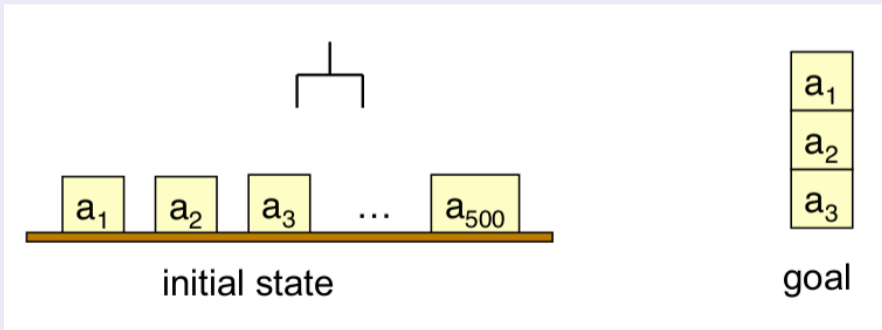 a₁
a₂
a₃
a₁ a₂ a₃ ... a₅₀₀
initial state
goal